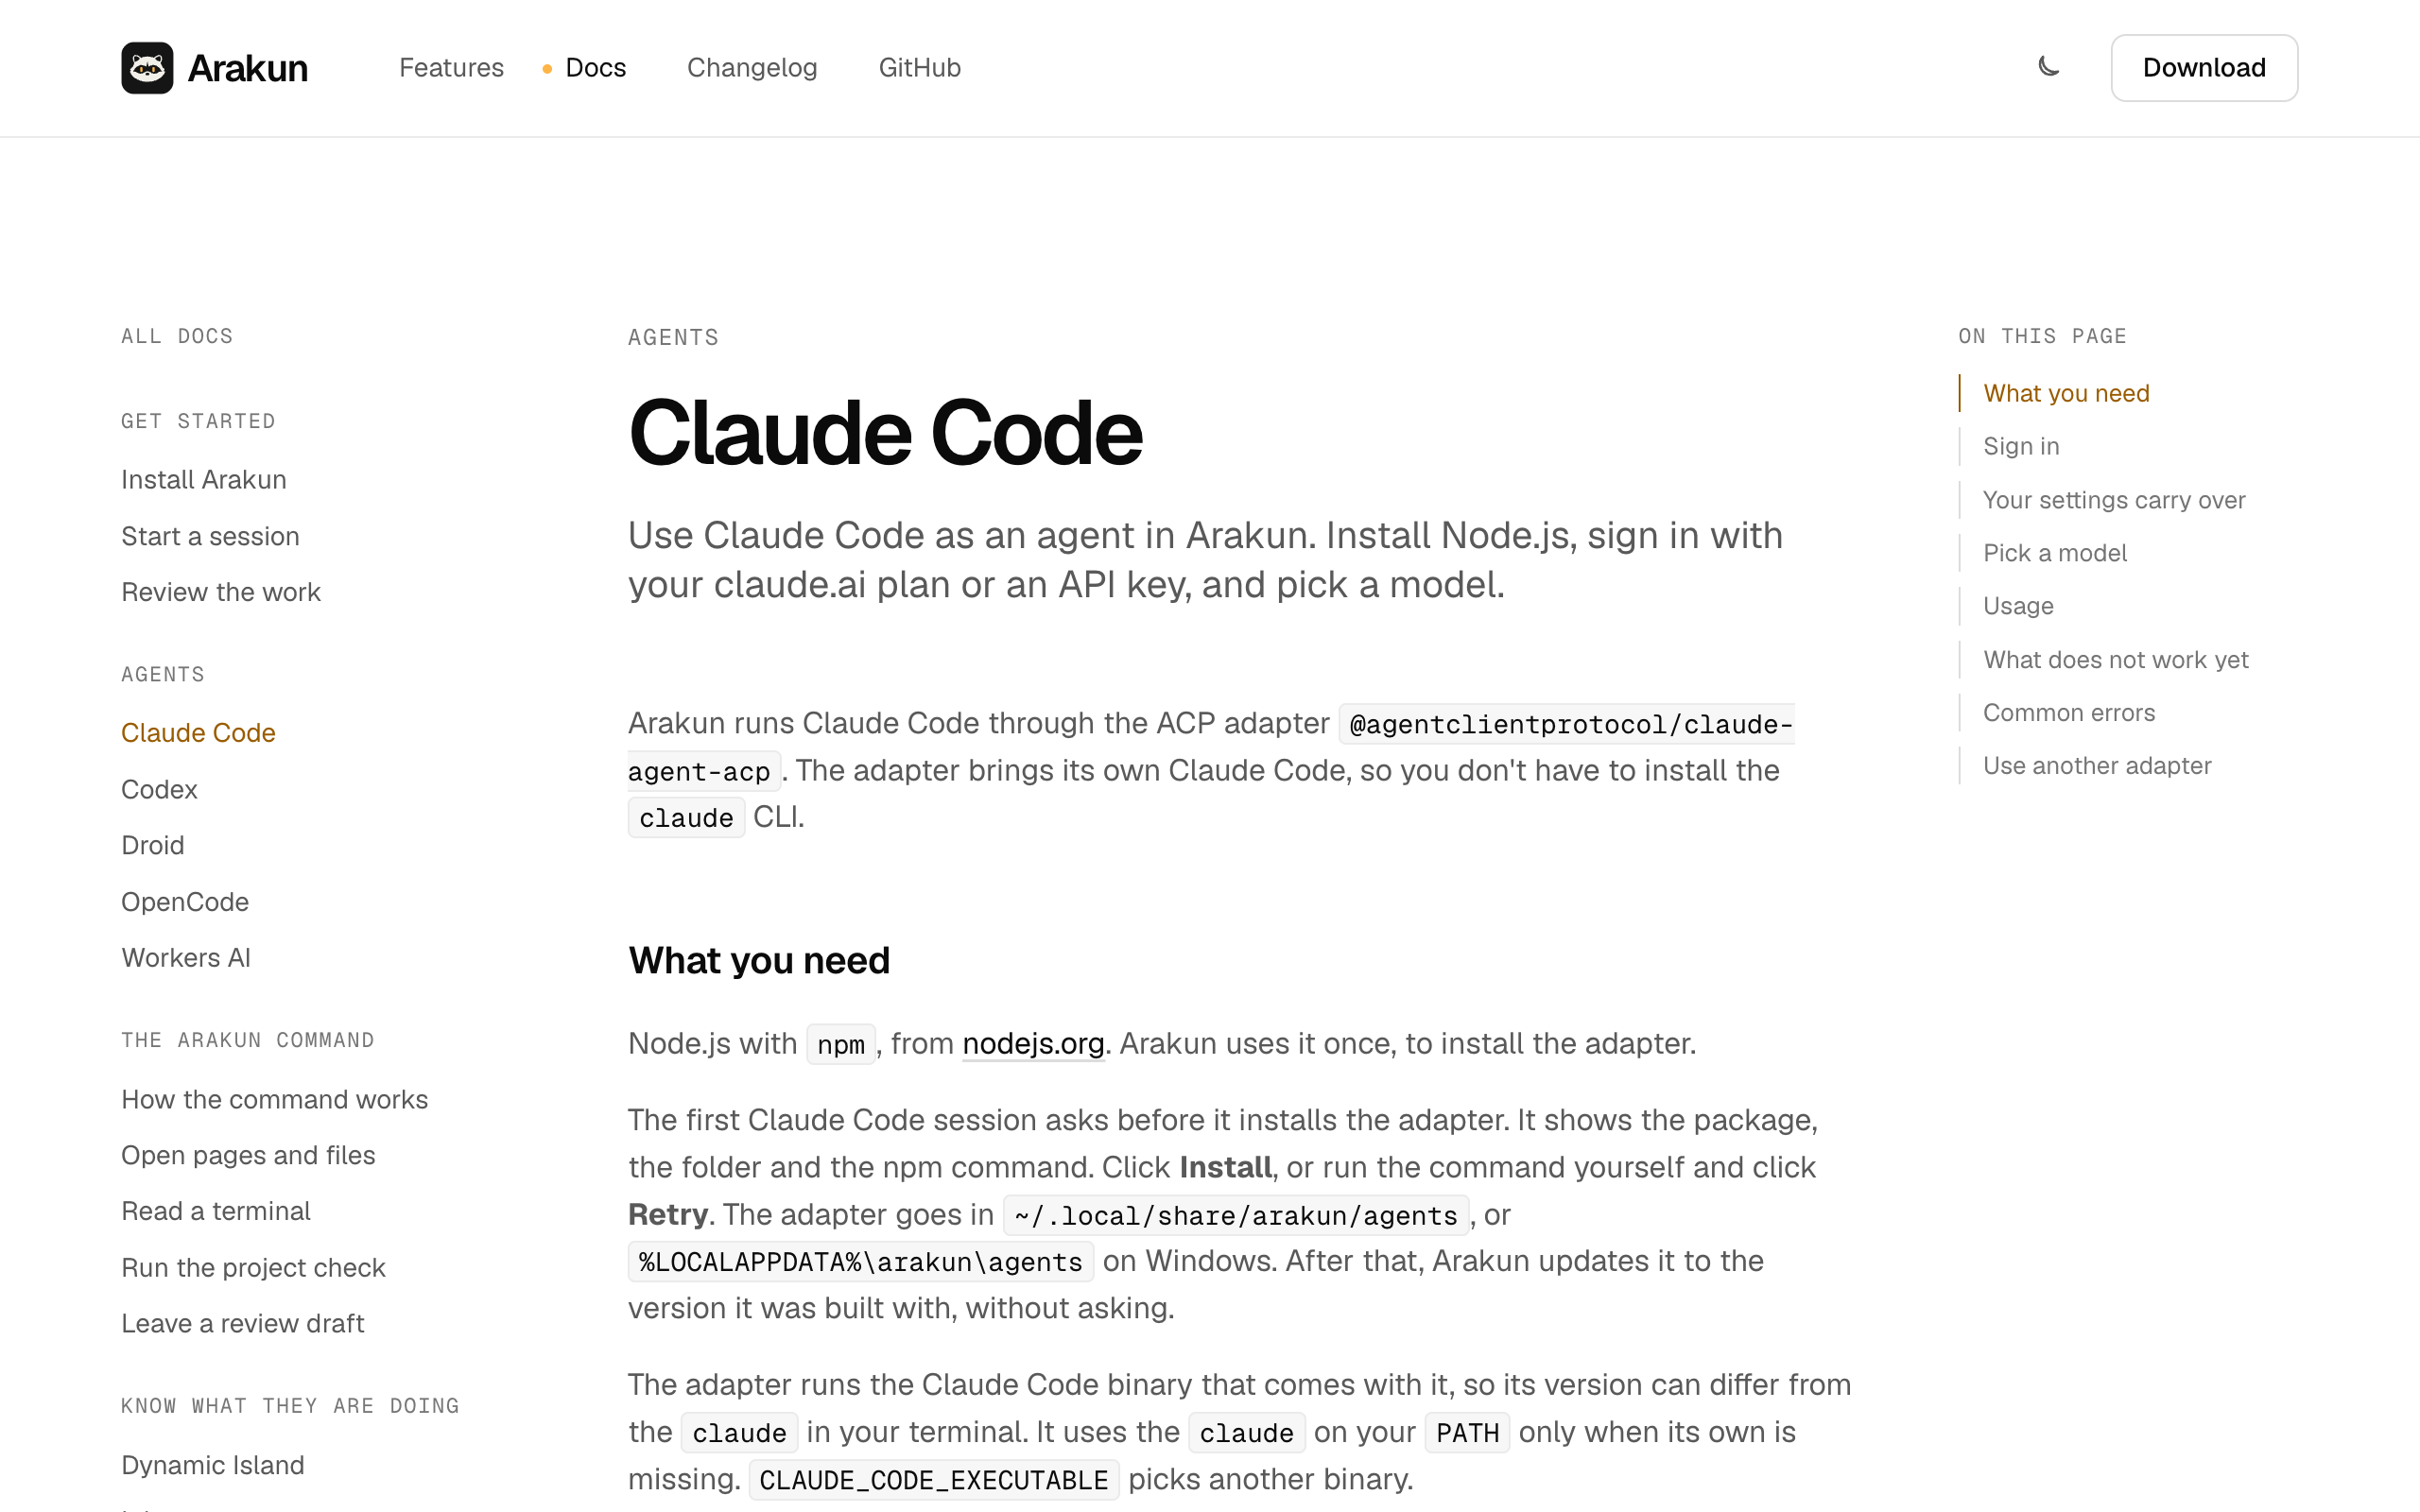 Arakun
Features
Docs
Changelog
GitHub
Download
ALL DOCS
GET STARTED
Install Arakun
Start a session
Review the work
AGENTS
Claude Code
Codex
Droid
OpenCode
Workers AI
THE ARAKUN COMMAND
How the command works
Open pages and files
Read a terminal
Run the project check
Leave a review draft
KNOW WHAT THEY ARE DOING
Dynamic Island
AGENTS
Claude Code
Use Claude Code as an agent in Arakun. Install Node.js, sign in with
your claude.ai plan or an API key, and pick a model.
Arakun runs Claude Code through the ACP adapter @agentclientprotocol/claude-
agent-acp. The adapter brings its own Claude Code, so you don't have to install the
claude CLI.
What you need
Node.js with npm, from nodejs.org. Arakun uses it once, to install the adapter.
The first Claude Code session asks before it installs the adapter. It shows the package,
the folder and the npm command. Click Install, or run the command yourself and click
Retry. The adapter goes in ~/.local/share/arakun/agents, or
%LOCALAPPDATA%\arakun\agents on Windows. After that, Arakun updates it to the
version it was built with, without asking.
The adapter runs the Claude Code binary that comes with it, so its version can differ from
the claude in your terminal. It uses the claude on your PATH only when its own is
missing. CLAUDE_CODE_EXECUTABLE picks another binary.
ON THIS PAGE
What you need
Sign in
Your settings carry over
Pick a model
Usage
What does not work yet
Common errors
Use another adapter